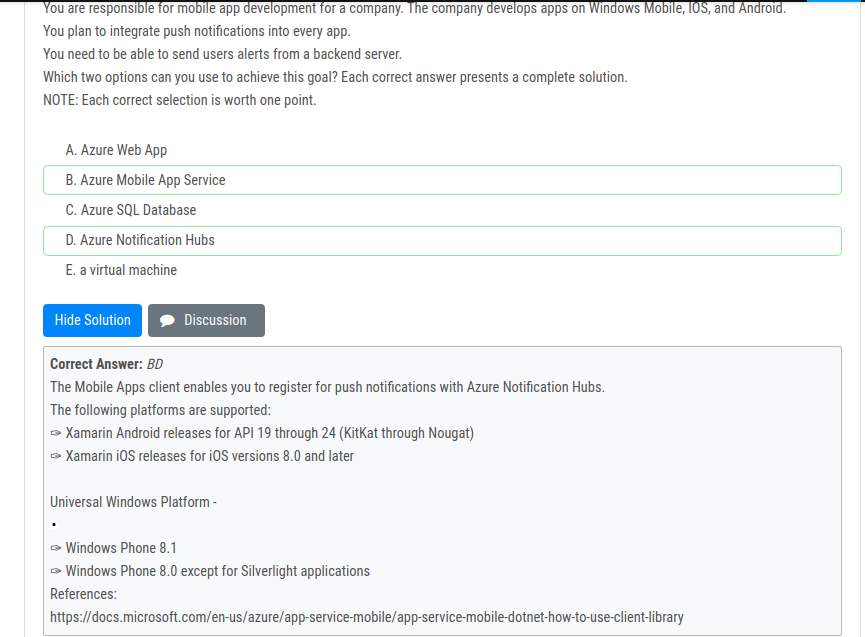 You are responsible for mobile app development for a company. The company develops apps on Windows Mobile, IOS, and Android.
You plan to integrate push notifications into every app.
You need to be able to send users alerts from a backend server.
Which two options can you use to achieve this goal? Each correct answer presents a complete solution.
NOTE: Each correct selection is worth one point.
A. Azure Web App
B. Azure Mobile App Service
C. Azure SQL Database
D. Azure Notification Hubs
E. a virtual machine
Hide Solution
Discussion
Correct Answer: BD
The Mobile Apps client enables you to register for push notifications with Azure Notification Hubs.
The following platforms are supported:
✑ Xamarin Android releases for API 19 through 24 (KitKat through Nougat)
✑ Xamarin iOS releases for iOS versions 8.0 and later
Universal Windows Platform -
▪
✑ Windows Phone 8.1
✑ Windows Phone 8.0 except for Silverlight applications
References:
https://docs.microsoft.com/en-us/azure/app-service-mobile/app-service-mobile-dotnet-how-to-use-client-library